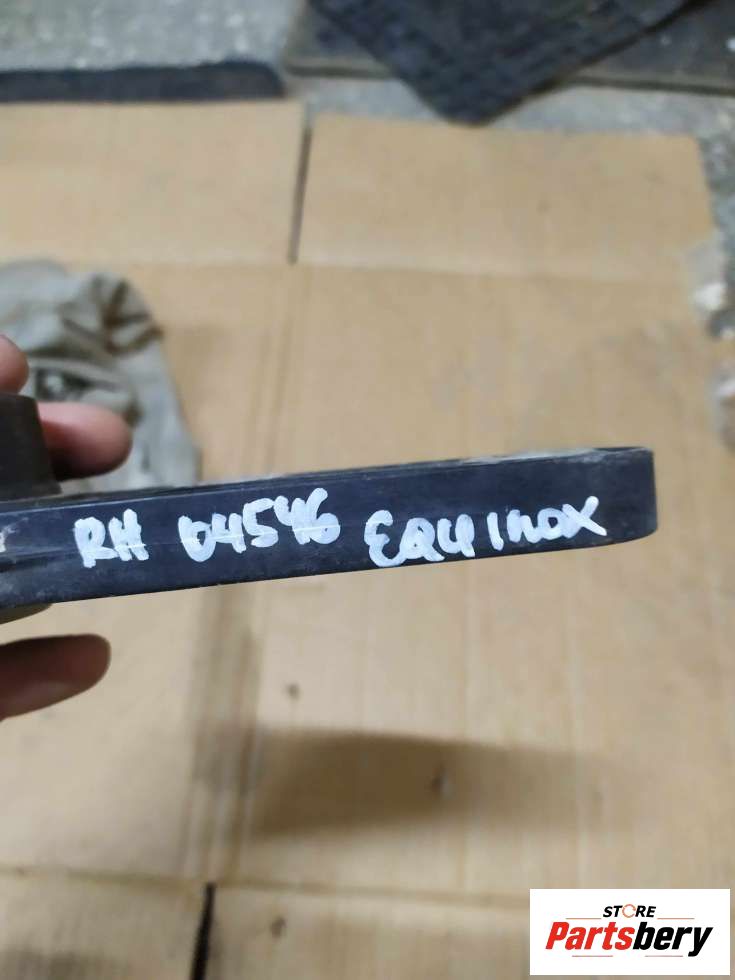 RH 04546 EQUINOX
STORE
Partsbery